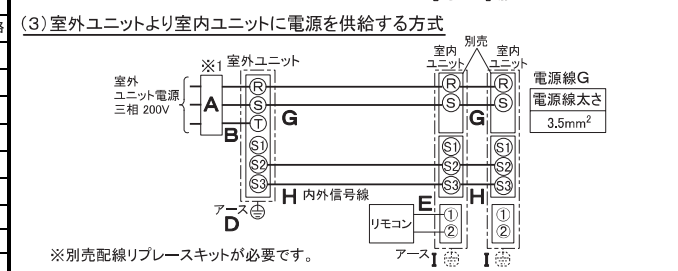 (3)室外ユニットより室内ユニットに電源を供給する方式
別売
※1 室外ユニット
室内
ユニット
室内
ユニット
室外
ユニット電源
三相 200V
A
B
R
S
T
S1
S2
S3
G
H 内外信号線
アース
D
R
S
S1
S2
S3
G
H
E
リモコン
①
②
アース I
R
S
S1
S2
S3
①
②
I
電源線G
電源線太さ
3.5mm²
※別売配線リプレースキットが必要です。